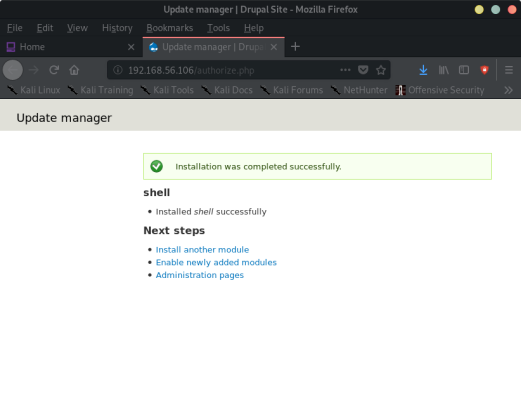 Update manager | Drupal Site - Mozilla Firefox
File Edit View History Bookmarks Tools Help
Home
Update manager | Drupal
192.168.56.106/authorize.php
Kali Linux Kali Training Kali Tools Kali Docs Kali Forums NetHunter Offensive Security
Update manager
Installation was completed successfully.
shell
Installed shell successfully
Next steps
Install another module
Enable newly added modules
Administration pages